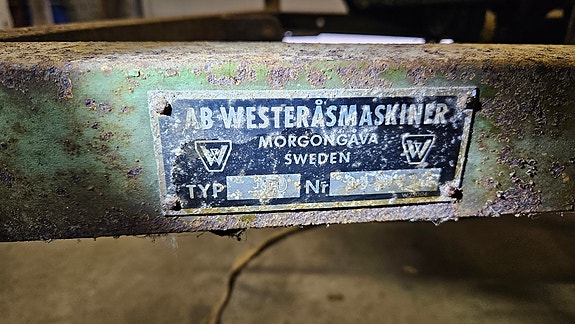 AB WESTERÅSMASKINER
MORGONGÅVA
SWEDEN
W W
TYP Nr